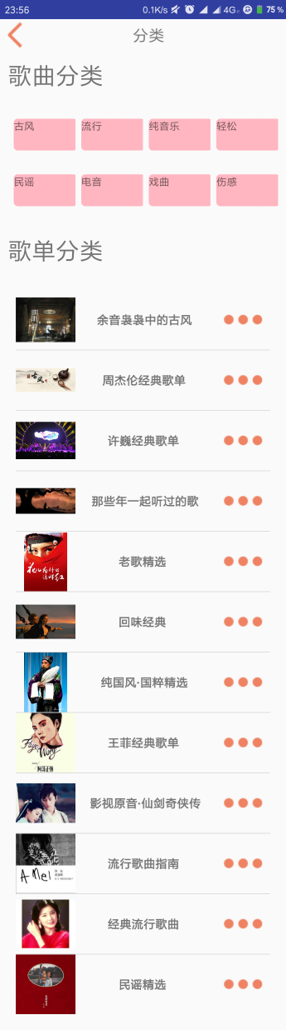 23:56 0.1K/s 4G 75%
分类
歌曲分类
古风 流行 纯音乐 轻松
民谣 电音 戏曲 伤感
歌单分类
余音袅袅中的古风
周杰伦经典歌单
许巍经典歌单
那些年一起听过的歌
老歌精选
回味经典
纯国风·国粹精选
王菲经典歌单
影视原音·仙剑奇侠传
流行歌曲指南
A Mei
经典流行歌曲
民谣精选